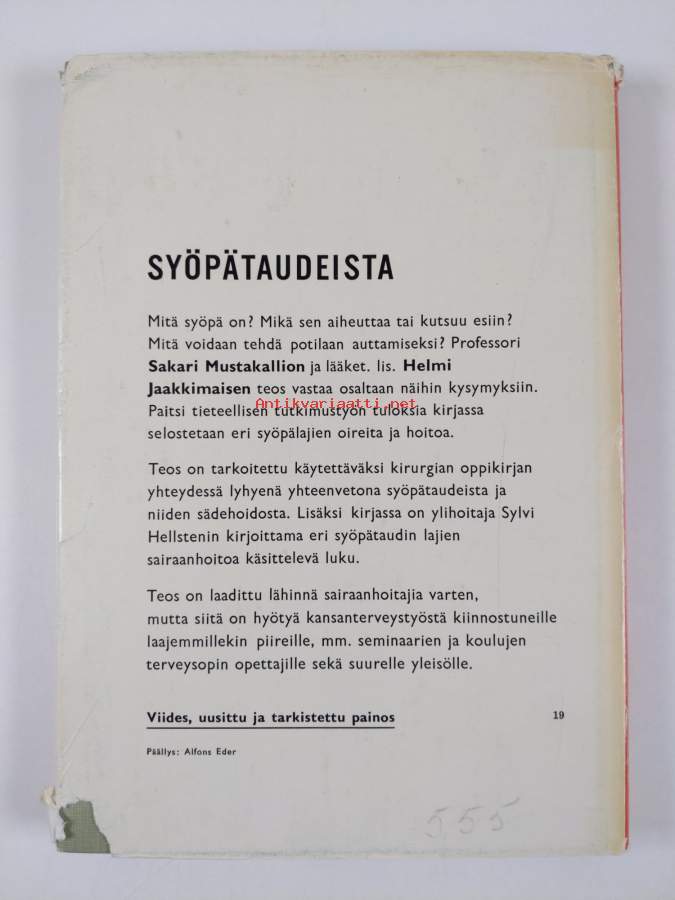 SYÖPÄTAUDEISTA
Mitä syöpä on? Mikä sen aiheuttaa tai kutsuu esiin?
Mitä voidaan tehdä potilaan auttamiseksi? Professori
Sakari Mustakallion ja lääket. lis. Helmi
Jaakkimaisen teos vastaa osaltaan näihin kysymyksiin.
Antikvariaatti.net
Paitsi tieteellisen tutkimustyön tuloksia kirjassa
selostetaan eri syöpälajien oireita ja hoitoa.
Teos on tarkoitettu käytettäväksi kirurgian oppikirjan
yhteydessä lyhyenä yhteenvetona syöpätaudeista ja
niiden sädehoidosta. Lisäksi kirjassa on ylihoitaja Sylvi
Hellstenin kirjoittama eri syöpätaudin lajien
sairaanhoitoa käsittelevä luku.
Teos on laadittu lähinnä sairaanhoitajia varten,
mutta siitä on hyötyä kansanterveystyöstä kiinnostuneille
laajemmillekin piireille, mm. seminaarien ja koulujen
terveysopin opettajille sekä suurelle yleisölle.
Viides, uusittu ja tarkistettu painos 19
Päällys: Alfons Eder
555